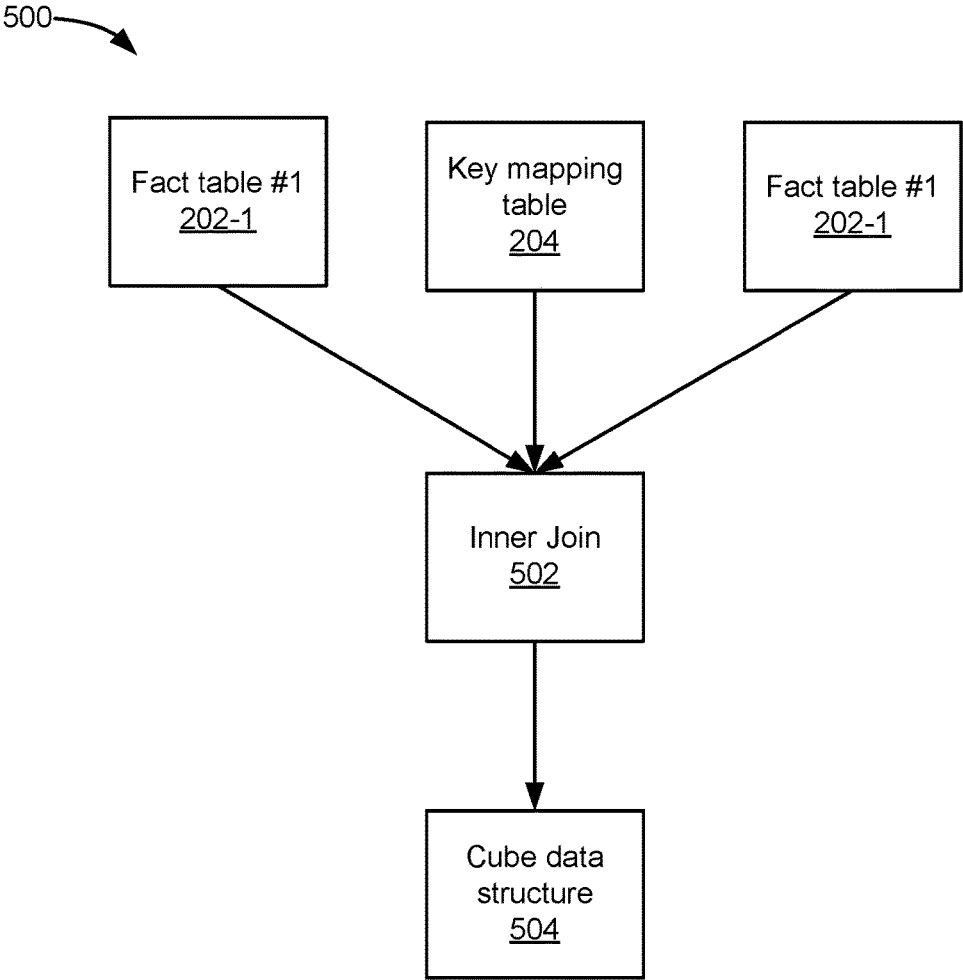 500
Fact table #1
202-1
Key mapping
table
204
Fact table #1
202-1
Inner Join
502
Cube data
structure
504